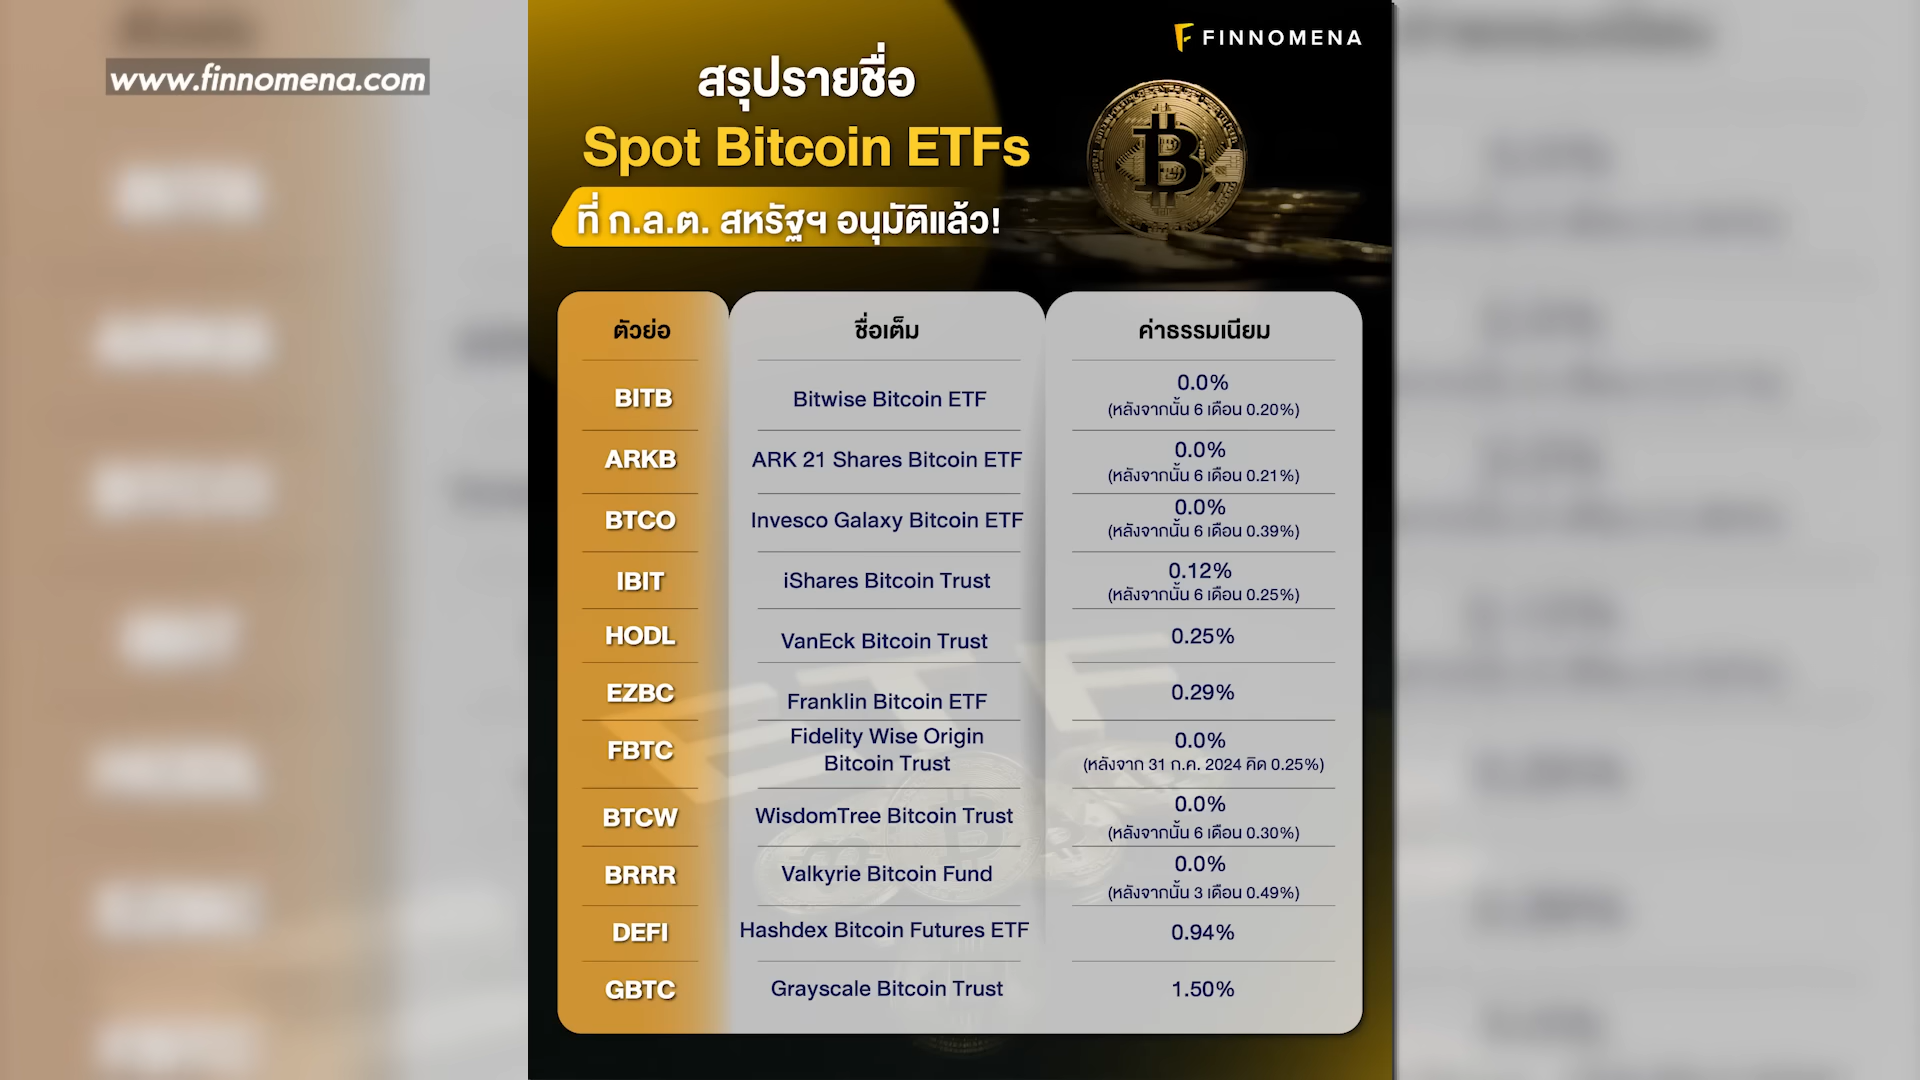 www.finnomena.com
FINNOMENA
สรุปรายชื่อ
Spot Bitcoin ETFs
ที่ ก.ล.ต. สหรัฐฯ อนุมัติแล้ว!
ตัวย่อ ชื่อเต็ม ค่าธรรมเนียม
BITB Bitwise Bitcoin ETF 0.0%
(หลังจากนั้น 6 เดือน 0.20%)
ARKB ARK 21 Shares Bitcoin ETF 0.0%
(หลังจากนั้น 6 เดือน 0.21%)
BTCO Invesco Galaxy Bitcoin ETF 0.0%
(หลังจากนั้น 6 เดือน 0.39%)
IBIT iShares Bitcoin Trust 0.12%
(หลังจากนั้น 6 เดือน 0.25%)
HODL VanEck Bitcoin Trust 0.25%
EZBC Franklin Bitcoin ETF 0.29%
FBTC Fidelity Wise Origin
Bitcoin Trust 0.0%
(หลังจาก 31 ก.ค. 2024 คิด 0.25%)
BTCW WisdomTree Bitcoin Trust 0.0%
(หลังจากนั้น 6 เดือน 0.30%)
BRRR Valkyrie Bitcoin Fund 0.0%
(หลังจากนั้น 3 เดือน 0.49%)
DEFI Hashdex Bitcoin Futures ETF 0.94%
GBTC Grayscale Bitcoin Trust 1.50%
ETF